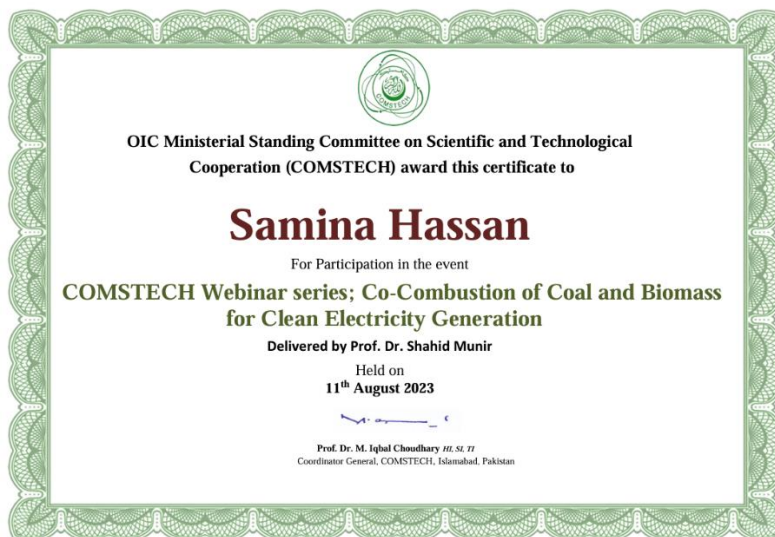 COMSTECH
OIC Ministerial Standing Committee on Scientific and Technological
Cooperation (COMSTECH) award this certificate to
Samina Hassan
For Participation in the event
COMSTECH Webinar series; Co-Combustion of Coal and Biomass
for Clean Electricity Generation
Delivered by Prof. Dr. Shahid Munir
Held on
11th August 2023
Prof. Dr. M. Iqbal Choudhary HI, SI, TI
Coordinator General, COMSTECH, Islamabad, Pakistan